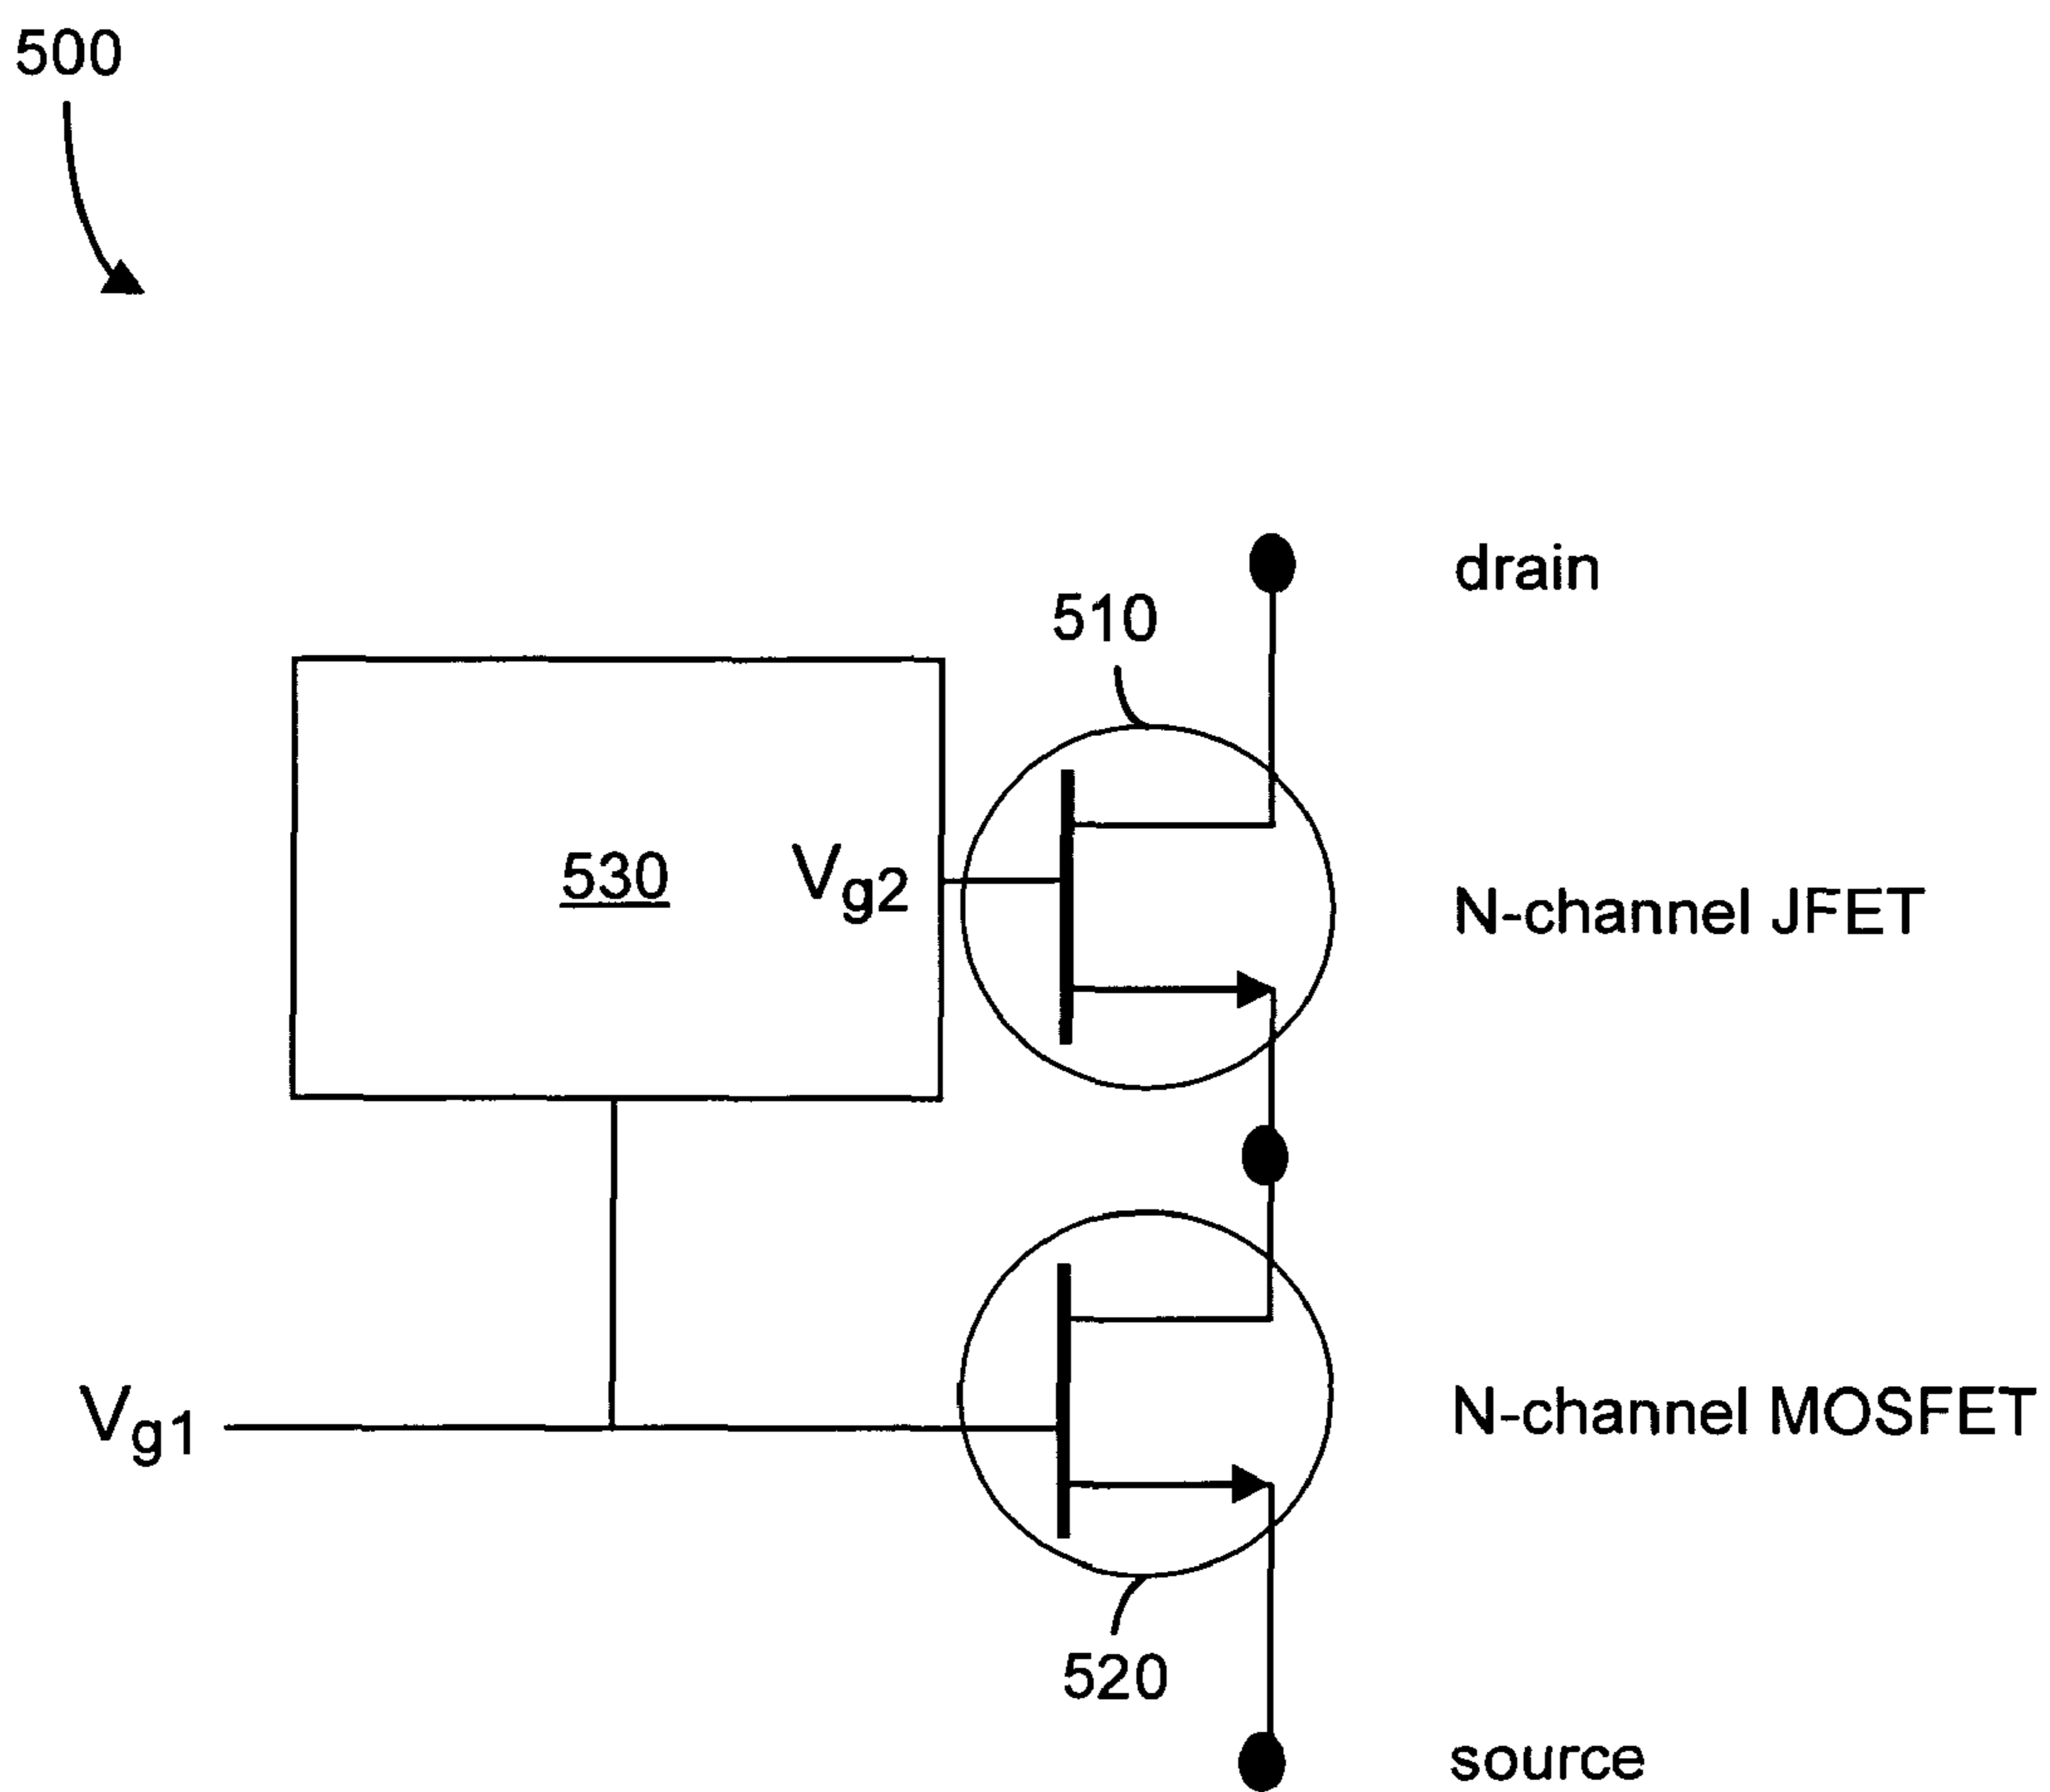 500
drain
510
530
Vg2
N-channel JFET
Vg1
N-channel MOSFET
520
source